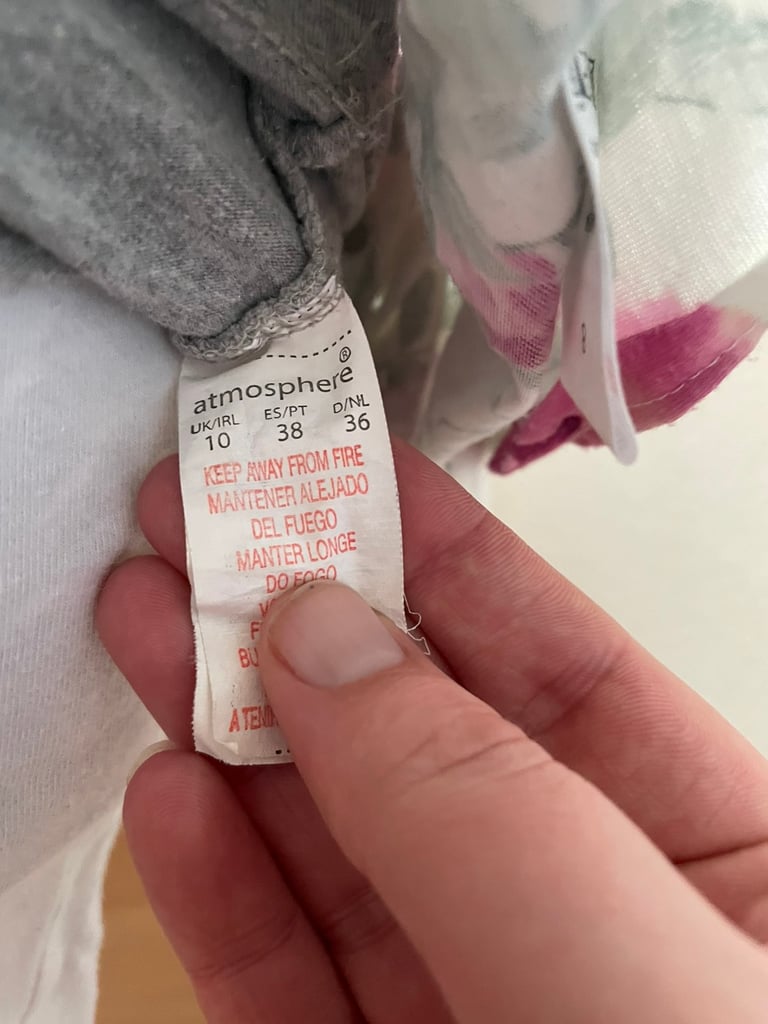 atmosphere®
UK/IRL ES/PT D/NL
10 38 36
KEEP AWAY FROM FIRE
MANTENER ALEJADO
DEL FUEGO
MANTER LONGE
DO FOGO